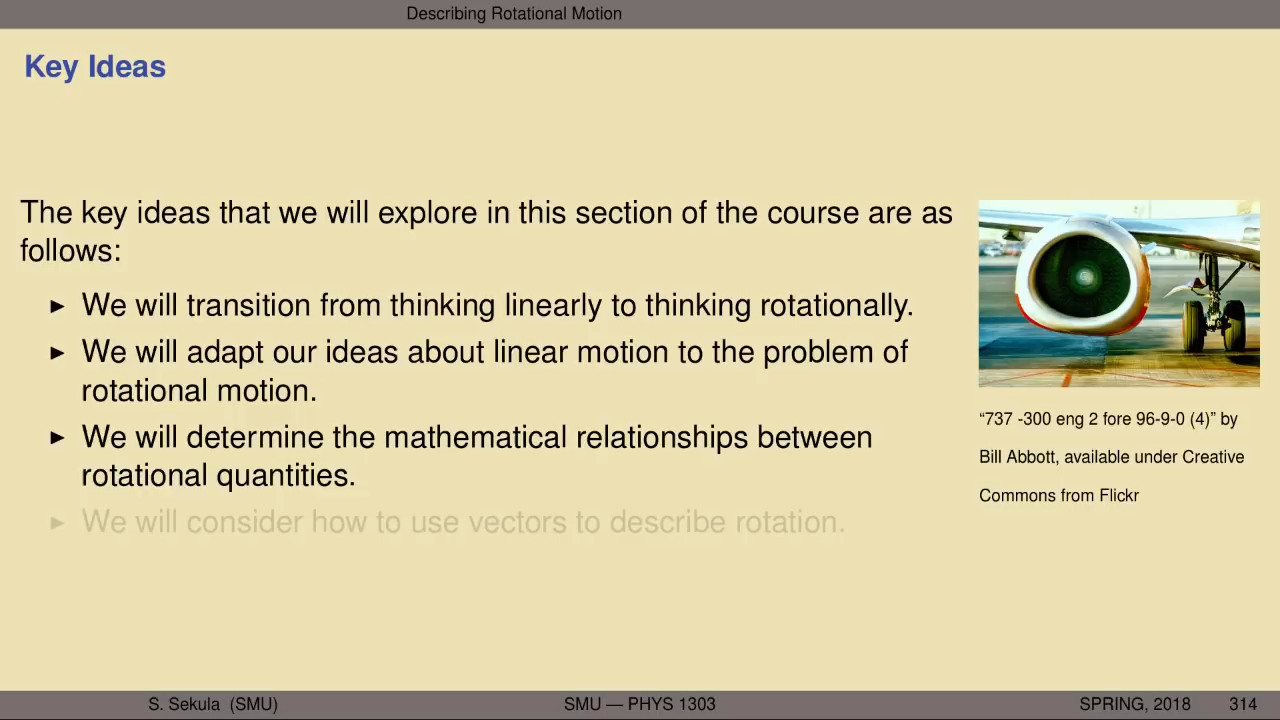 Describing Rotational Motion
Key Ideas
The key ideas that we will explore in this section of the course are as
follows:
► We will transition from thinking linearly to thinking rotationally.
► We will adapt our ideas about linear motion to the problem of
rotational motion.
► We will determine the mathematical relationships between
rotational quantities.
► We will consider how to use vectors to describe rotation.
“737 -300 eng 2 fore 96-9-0 (4)” by
Bill Abbott, available under Creative
Commons from Flickr
S. Sekula (SMU) SMU — PHYS 1303 SPRING, 2018 314